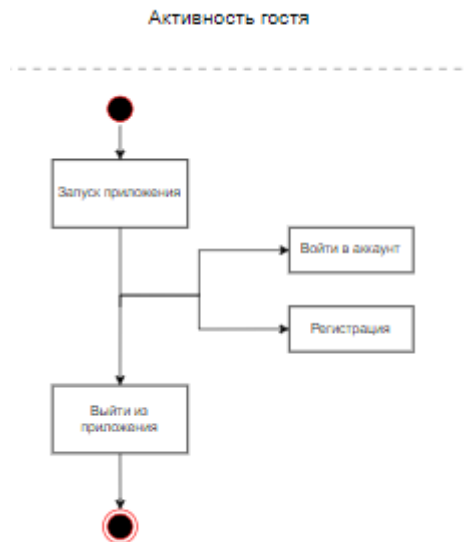 Активность гостя
Запуск приложения
Войти в аккаунт
Регистрация
Выйти из
приложения